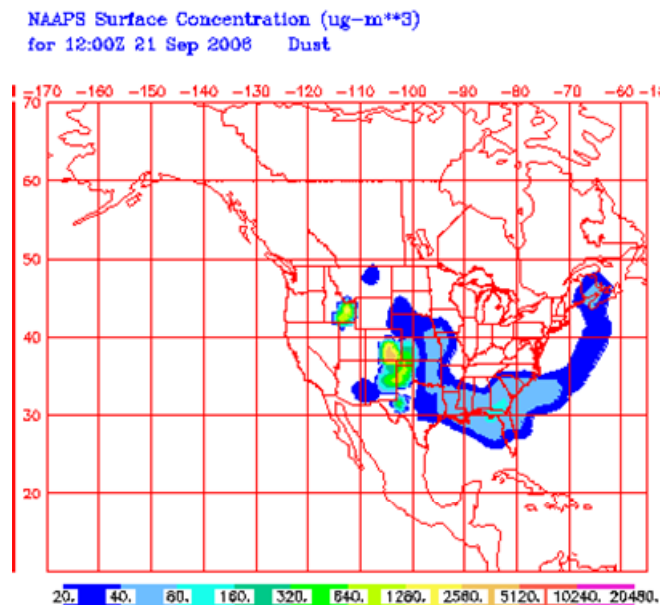 NAAPS Surface Concentration (ug-m**3)
for 12:00Z 21 Sep 2006 Dust
-170 -160 -150 -140 -130 -120 -110 -100 -90 -80 -70 -60
70
60
50
40
30
20
20. 40. 80. 160. 320. 640. 1280. 2560. 5120. 10240. 20480.